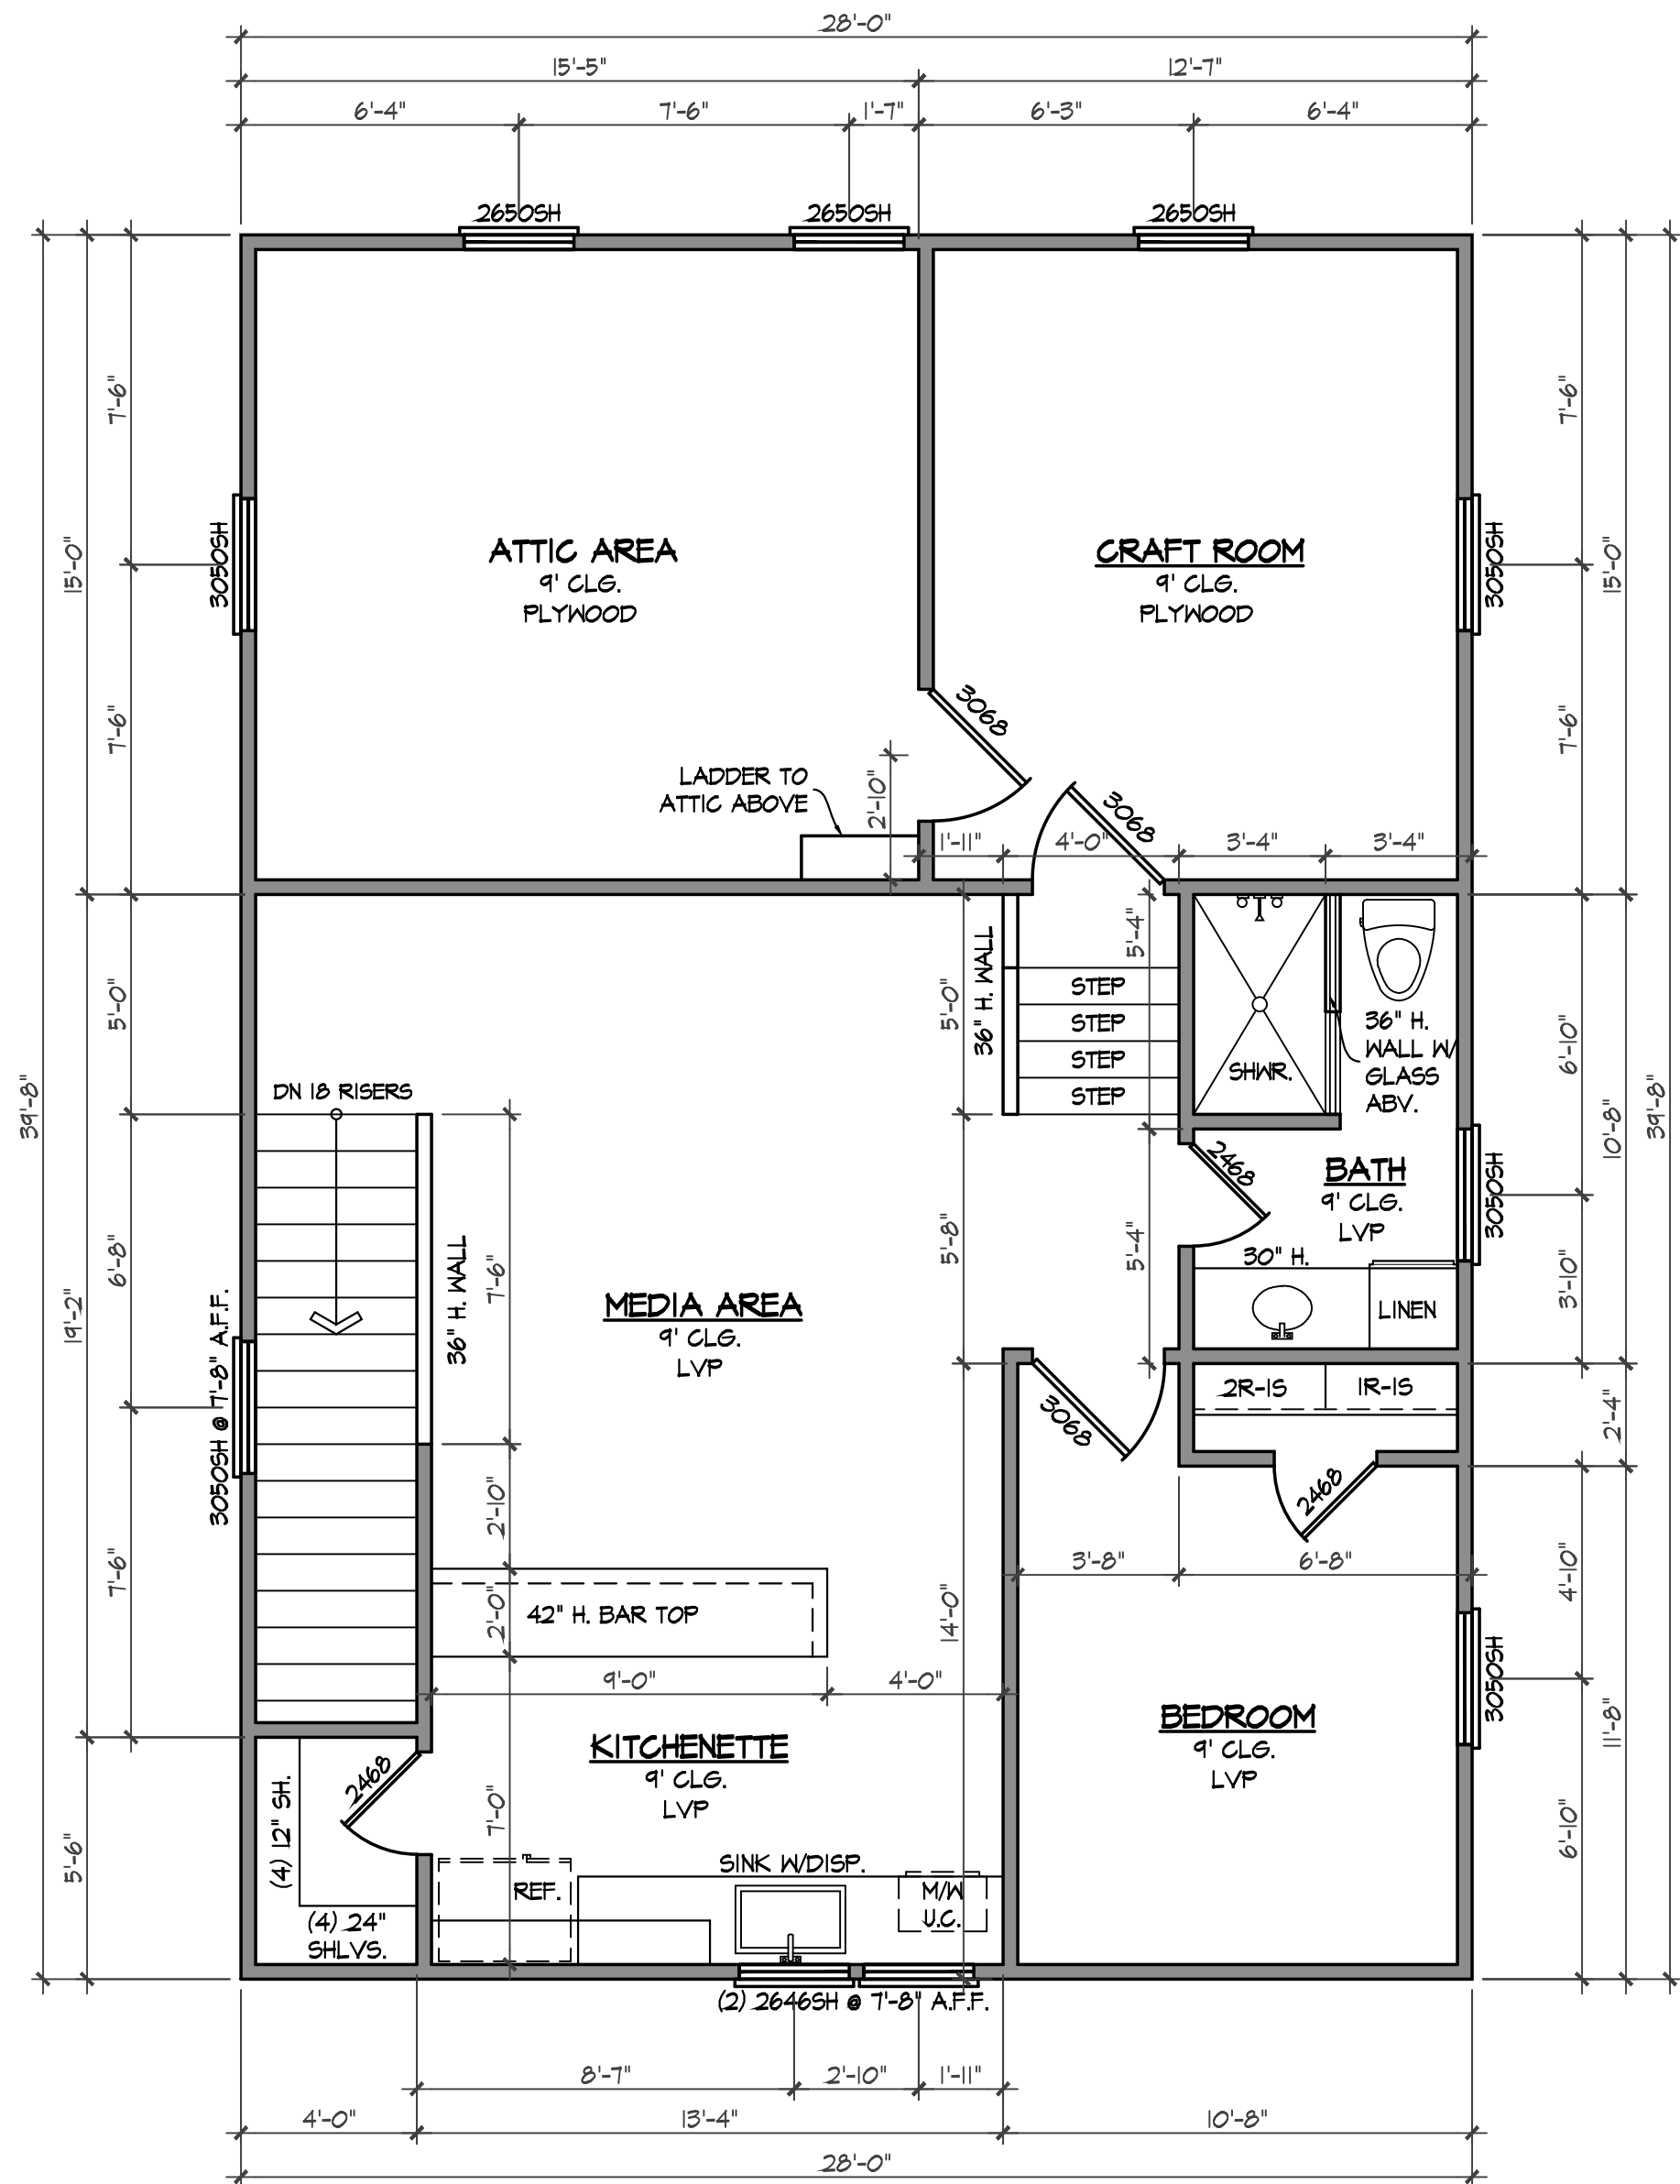 28'-0"
15'-5" 12'-7"
6'-4" 7'-6" 1'-7" 6'-3" 6'-4"
2650SH 2650SH 2650SH
7'-6"
7'-6"
15'-0"
3050SH
ATTIC AREA
9' CLG.
PLYWOOD
CRAFT ROOM
9' CLG.
PLYWOOD
3050SH
15'-0"
7'-6"
7'-6"
3068
LADDER TO
ATTIC ABOVE
2'-10"
3068
1'-11" 4'-0" 3'-4" 3'-4"
5'-0"
36" H. WALL
5'-0"
5'-4"
STEP
STEP
STEP
STEP
SHWR.
36" H.
WALL W/
GLASS
ABV.
6'-10"
39'-8"
DN 18 RISERS
10'-8"
39'-8"
2468
BATH
9' CLG.
LVP
3050SH
6'-8"
19'-2"
3050SH @ 7'-8" A.F.F.
36" H. WALL
7'-6"
MEDIA AREA
9' CLG.
LVP
5'-8"
5'-4"
30" H.
LINEN
3'-10"
3068
2R-1S 1R-1S
2'-4"
2468
7'-6"
2'-10"
3'-8" 6'-8"
4'-10"
2'-0"
42" H. BAR TOP
14'-0"
9'-0" 4'-0"
3050SH
11'-8"
BEDROOM
9' CLG.
LVP
KITCHENETTE
9' CLG.
LVP
2468
7'-0"
5'-6"
(4) 12" SH.
6'-10"
SINK W/DISP.
REF.
M/W
U.C.
(4) 24"
SHLVS.
(2) 2646SH @ 7'-8" A.F.F.
8'-7" 2'-10" 1'-11"
4'-0" 13'-4" 10'-8"
28'-0"